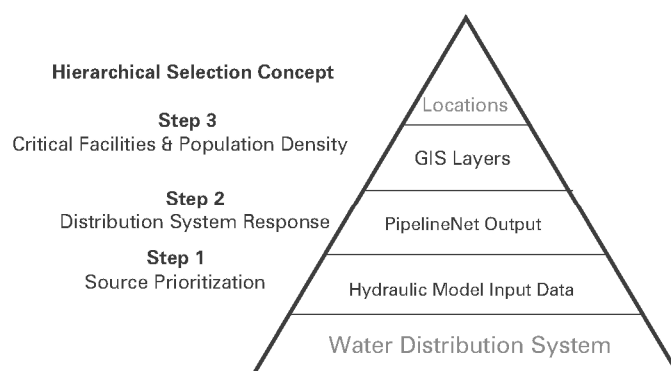 Hierarchical Selection Concept
Locations
Step 3
Critical Facilities & Population Density
GIS Layers
Step 2
Distribution System Response
PipelineNet Output
Step 1
Source Prioritization
Hydraulic Model Input Data
Water Distribution System